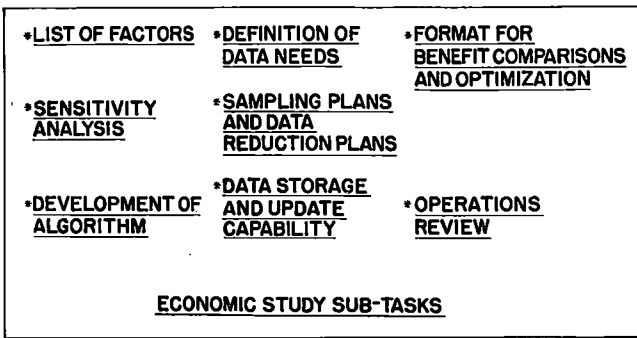 *LIST OF FACTORS
*DEFINITION OF
DATA NEEDS
*FORMAT FOR
BENEFIT COMPARISONS
AND OPTIMIZATION
*SENSITIVITY
ANALYSIS
*SAMPLING PLANS
AND DATA
REDUCTION PLANS
*DEVELOPMENT OF
ALGORITHM
*DATA STORAGE
AND UPDATE
CAPABILITY
*OPERATIONS
REVIEW
ECONOMIC STUDY SUB-TASKS